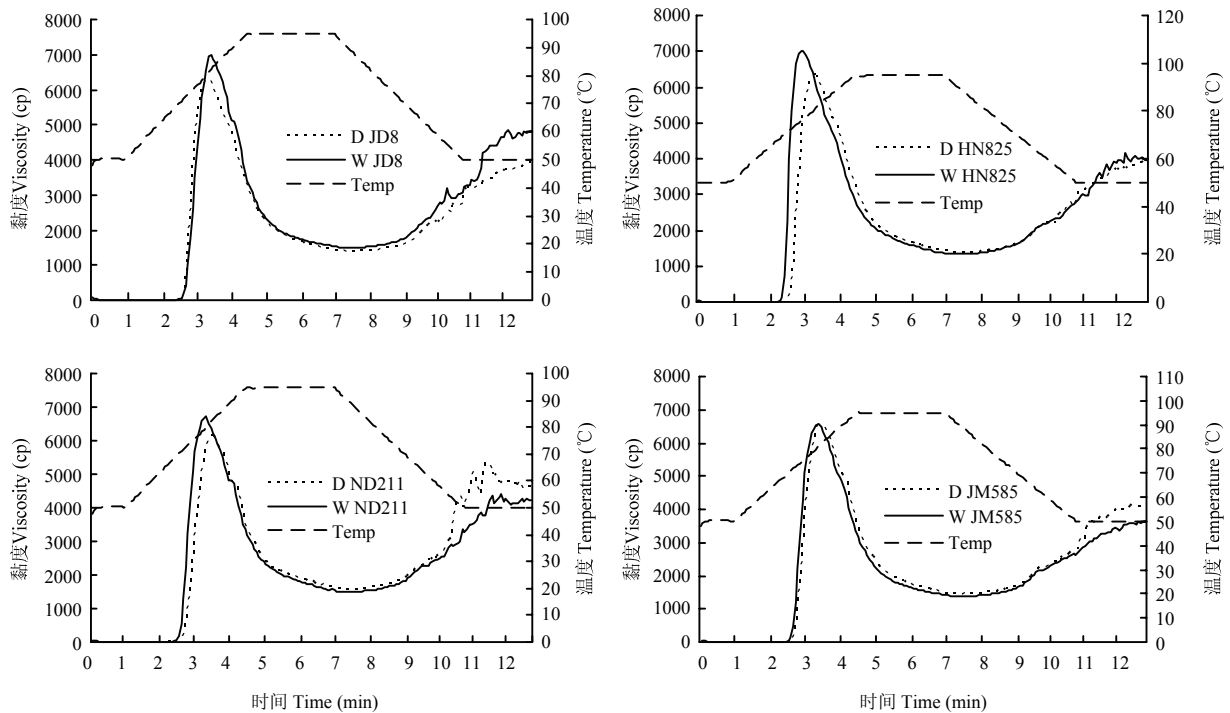 8000
7000
6000
5000
4000
3000
2000
1000
0
黏度Viscosity (cp)
D JD8
W JD8
Temp
100
90
80
70
60
50
40
30
20
10
0
温度 Temperature (℃)
0 1 2 3 4 5 6 7 8 9 10 11 12
8000
7000
6000
5000
4000
3000
2000
1000
0
黏度Viscosity (cp)
D HN825
W HN825
Temp
120
100
80
60
40
20
0
温度 Temperature (℃)
0 1 2 3 4 5 6 7 8 9 10 11 12
8000
7000
6000
5000
4000
3000
2000
1000
0
黏度Viscosity (cp)
D ND211
W ND211
Temp
100
90
80
70
60
50
40
30
20
10
0
温度 Temperature (℃)
0 1 2 3 4 5 6 7 8 9 10 11 12
时间 Time (min)
8000
7000
6000
5000
4000
3000
2000
1000
0
黏度Viscosity (cp)
D JM585
W JM585
Temp
110
100
90
80
70
60
50
40
30
20
10
0
温度 Temperature (℃)
0 1 2 3 4 5 6 7 8 9 10 11 12
时间 Time (min)